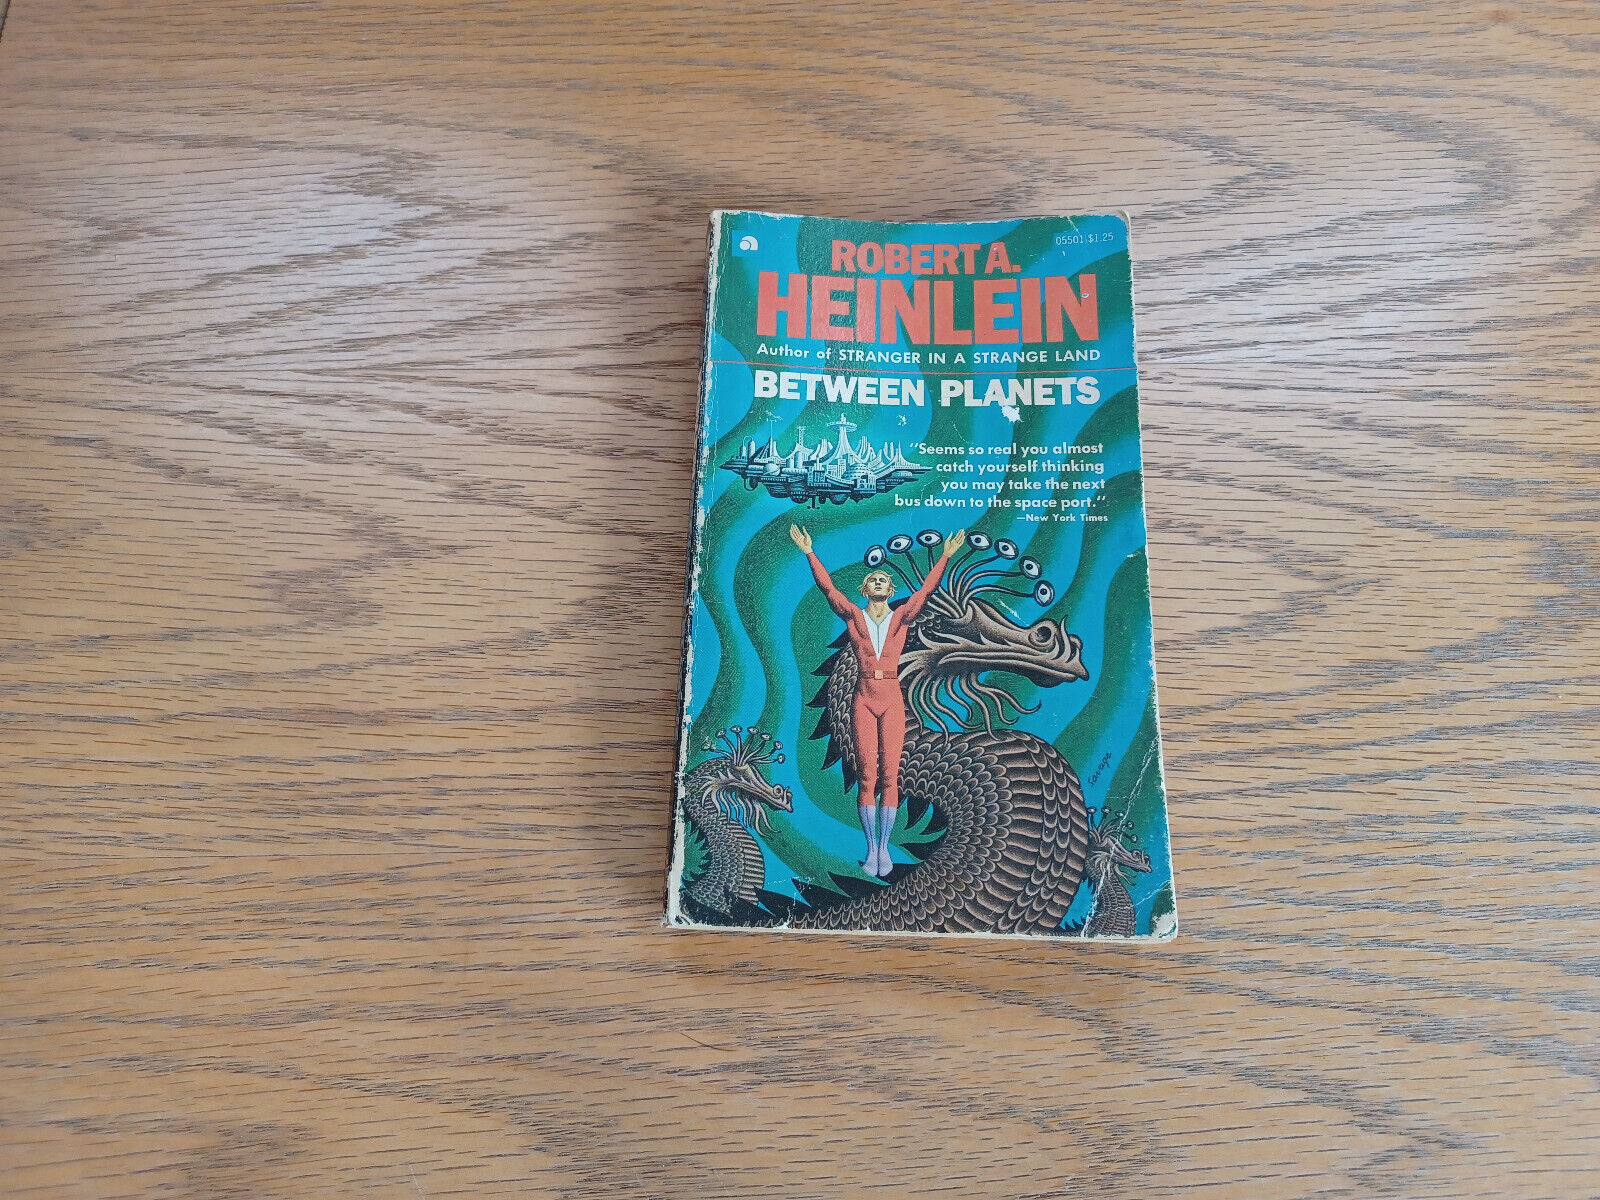 05501·$1.25
ROBERT A.
HEINLEIN
Author of STRANGER IN A STRANGE LAND
BETWEEN PLANETS
"Seems so real you almost
catch yourself thinking
you may take the next
bus down to the space port."
—New York Times
Savage